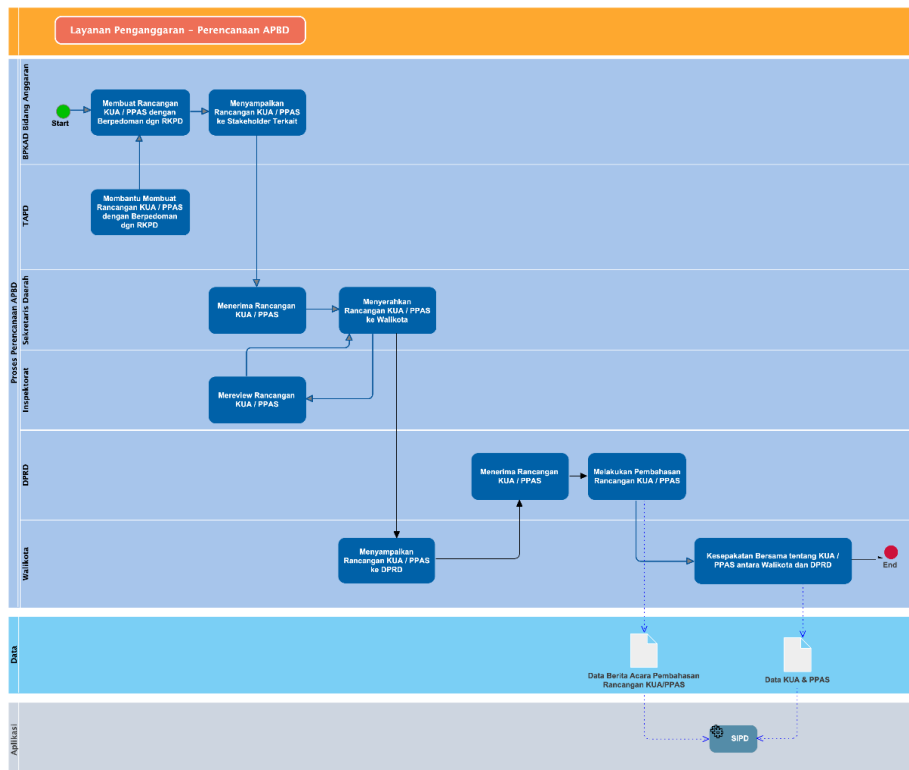 Layanan Penganggaran - Perencanaan APBD
Proses Perencanaan APBD
BPKAD Bidang Anggaran
Start
Membuat Rancangan
KUA / PPAS dengan
Berpedoman dgn RKPD
Menyampaikan
Rancangan KUA / PPAS
ke Stakeholder Terkait
TAPD
Membantu Membuat
Rancangan KUA / PPAS
dengan Berpedoman
dgn RKPD
Sekretaris Daerah
Menerima Rancangan
KUA / PPAS
Menyerahkan
Rancangan KUA / PPAS
ke Walikota
Inspektorat
Mereview Rancangan
KUA / PPAS
DPRD
Menerima Rancangan
KUA / PPAS
Melakukan Pembahasan
Rancangan KUA / PPAS
Walikota
Menyampaikan
Rancangan KUA / PPAS
ke DPRD
Kesepakatan Bersama tentang KUA /
PPAS antara Walikota dan DPRD
End
Data
Data Berita Acara Pembahasan
Rancangan KUA/PPAS
Data KUA & PPAS
Aplikasi
SIPD